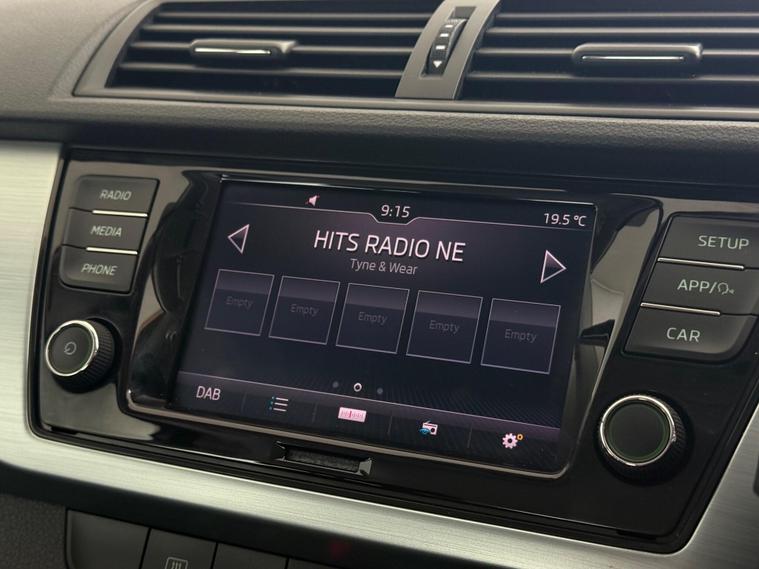 RADIO
MEDIA
PHONE
9:15
19.5 °C
HITS RADIO NE
Tyne & Wear
Empty
Empty
Empty
Empty
Empty
DAB
SETUP
APP/
CAR